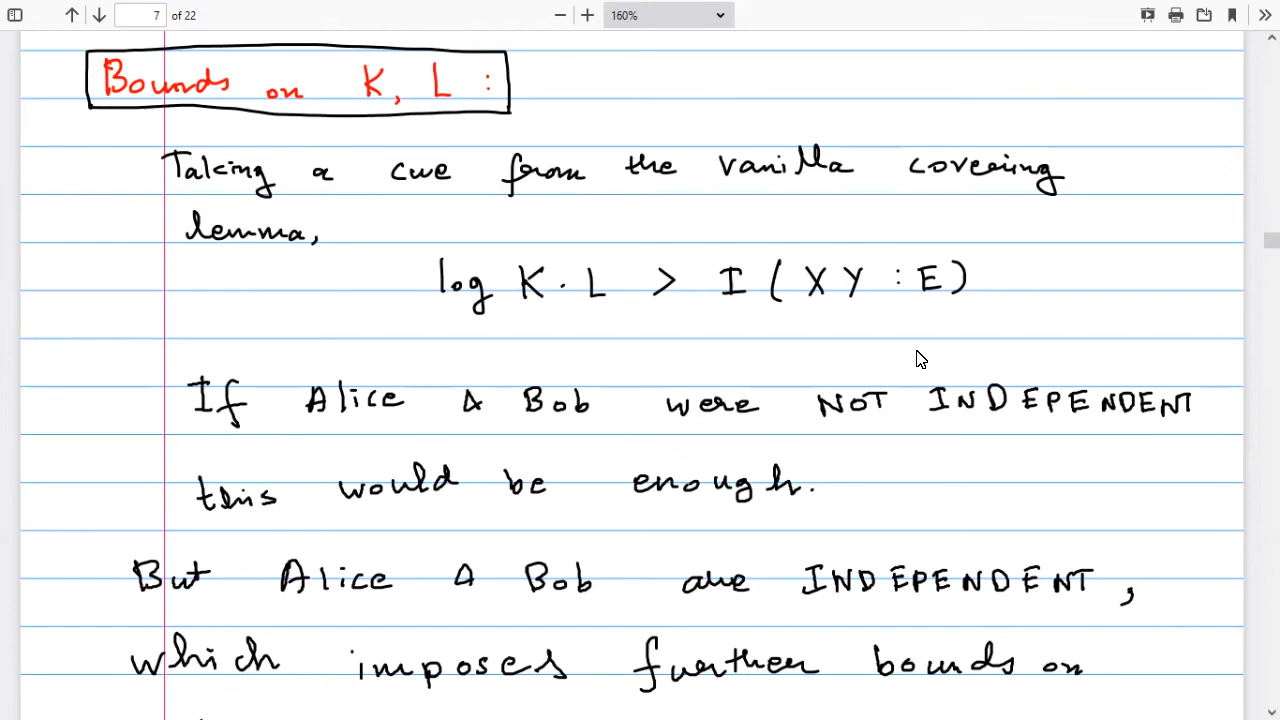 7 of 22 160%
Bounds on K, L :
Taking a cue from the vanilla covering
lemma,
log K . L > I ( X Y : E )
If Alice & Bob were NOT INDEPENDENT
this would be enough.
But Alice & Bob are INDEPENDENT,
which imposes further bounds on